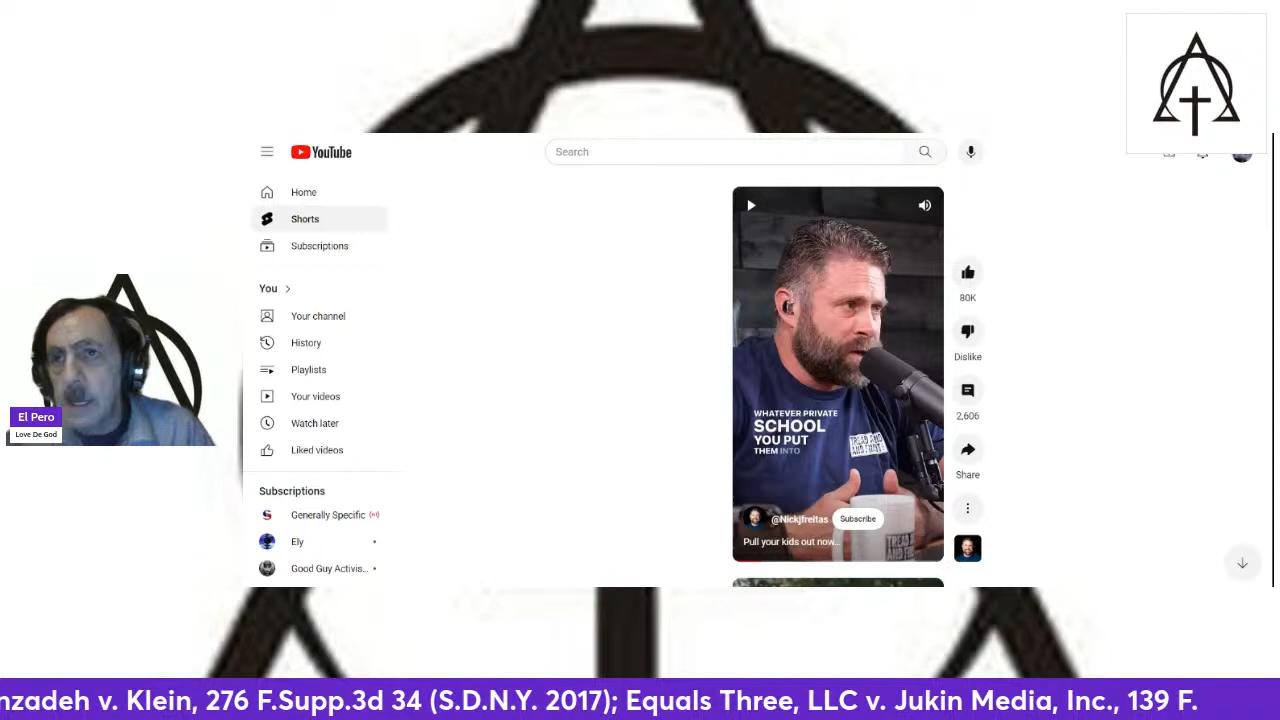 YouTube
Search
Home
Shorts
Subscriptions
You
Your channel
History
Playlists
Your videos
Watch later
Liked videos
Subscriptions
Generally Specific
Ely
Good Guy Activis...
WHATEVER PRIVATE
SCHOOL
YOU PUT
THEM INTO
TREAD AND
@Nickjfreitas
Subscribe
Pull your kids out now...
80K
Dislike
2,606
Share
El Pero
Love De God
nzadeh v. Klein, 276 F.Supp.3d 34 (S.D.N.Y. 2017); Equals Three, LLC v. Jukin Media, Inc., 139 F.